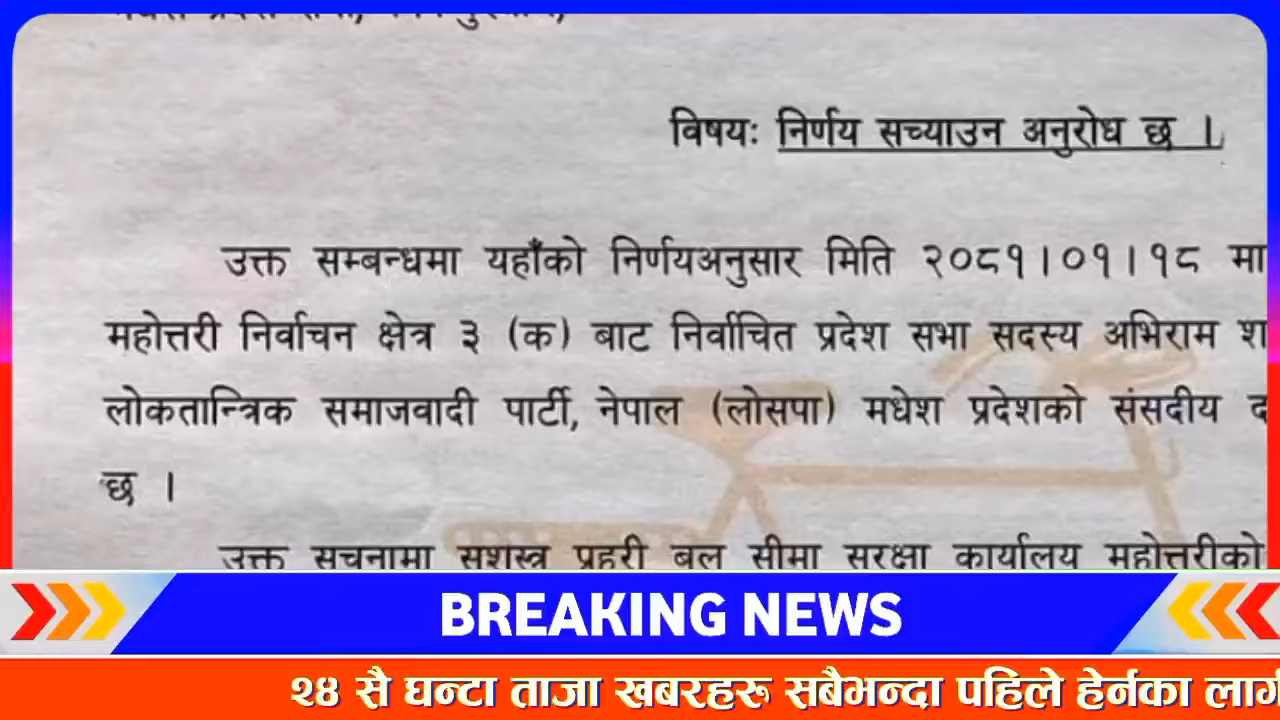 विषयः निर्णय सच्याउन अनुरोध छ ।
उक्त सम्बन्धमा यहाँको निर्णयअनुसार मिति २०८१।०१।१८ मा
महोत्तरी निर्वाचन क्षेत्र ३ (क) बाट निर्वाचित प्रदेश सभा सदस्य अभिराम श
लोकतान्त्रिक समाजवादी पार्टी, नेपाल (लोसपा) मधेश प्रदेशको संसदीय द
छ ।
उक्त सूचनामा सशस्त्र प्रहरी बल सीमा सुरक्षा कार्यालय महोत्तरीको
BREAKING NEWS
२४ सै घन्टा ताजा खबरहरू सबैभन्दा पहिले हेर्नका लागि